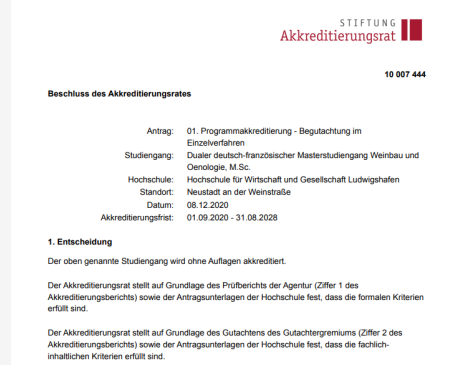 STIFTUNG
Akkreditierungsrat
10 007 444
Beschluss des Akkreditierungsrates
Antrag: 01. Programmakkreditierung - Begutachtung im
Einzelverfahren
Studiengang: Dualer deutsch-französischer Masterstudiengang Weinbau und
Oenologie, M.Sc.
Hochschule: Hochschule für Wirtschaft und Gesellschaft Ludwigshafen
Standort: Neustadt an der Weinstraße
Datum: 08.12.2020
Akkreditierungsfrist: 01.09.2020 - 31.08.2028
1. Entscheidung
Der oben genannte Studiengang wird ohne Auflagen akkreditiert.
Der Akkreditierungsrat stellt auf Grundlage des Prüfberichts der Agentur (Ziffer 1 des
Akkreditierungsberichts) sowie der Antragsunterlagen der Hochschule fest, dass die formalen Kriterien
erfüllt sind.
Der Akkreditierungsrat stellt auf Grundlage des Gutachtens des Gutachtergremiums (Ziffer 2 des
Akkreditierungsberichts) sowie der Antragsunterlagen der Hochschule fest, dass die fachlich-
inhaltlichen Kriterien erfüllt sind.